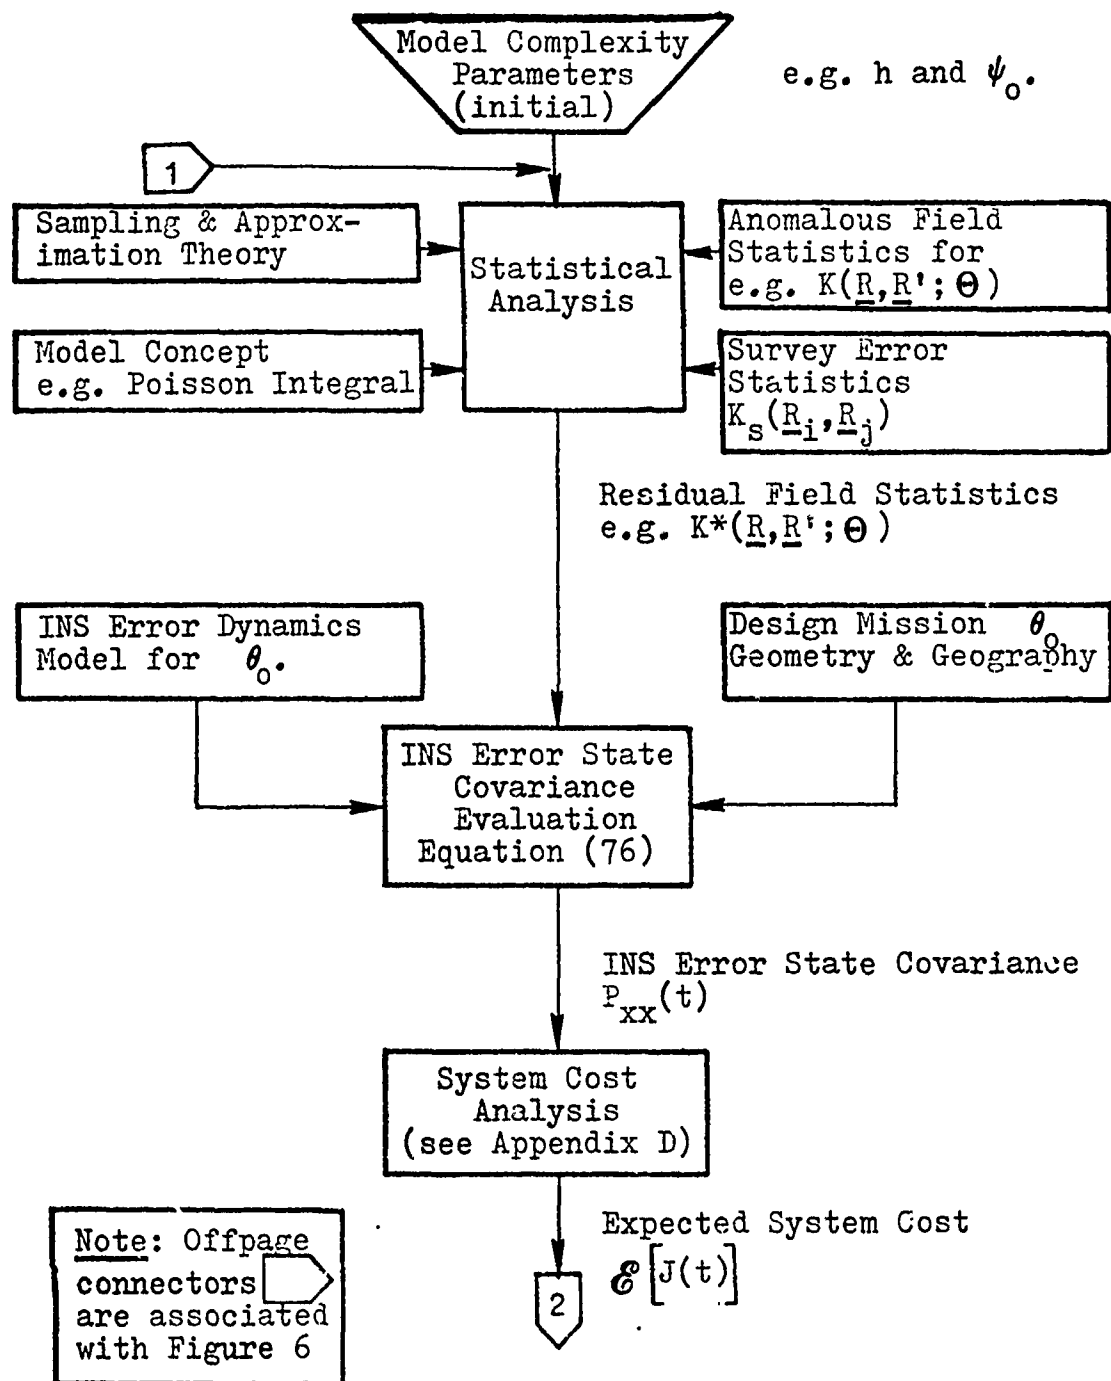 Model Complexity
Parameters
(initial)
e.g. h and ψo.
1
Sampling & Approx-
imation Theory
Statistical
Analysis
Anomalous Field
Statistics for
e.g. K(R,R';Θ)
Model Concept
e.g. Poisson Integral
Survey Error
Statistics
Ks(Ri,Rj)
Residual Field Statistics
e.g. K*(R,R';Θ)
INS Error Dynamics
Model for θo.
Design Mission θo
Geometry & Geography
INS Error State
Covariance
Evaluation
Equation (76)
INS Error State Covariance
Pxx(t)
System Cost
Analysis
(see Appendix D)
Expected System Cost
ℰ[J(t)]
2
Note: Offpage
connectors
are associated
with Figure 6